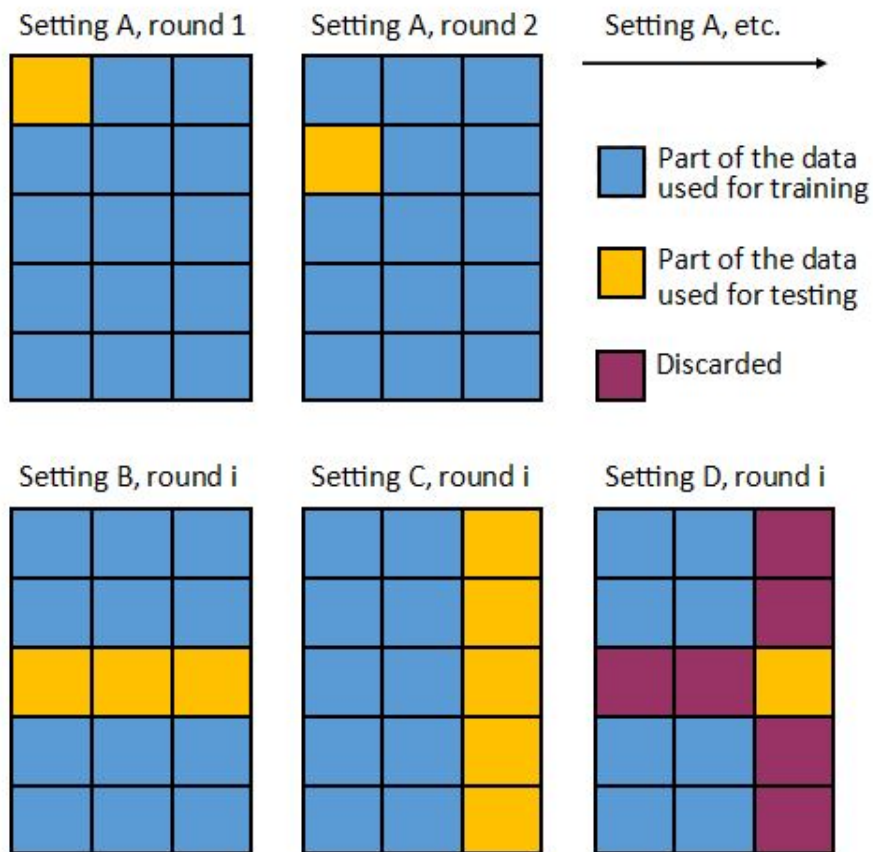 Setting A, round 1
Setting A, round 2
Setting A, etc.
Part of the data
used for training
Part of the data
used for testing
Discarded
Setting B, round i
Setting C, round i
Setting D, round i